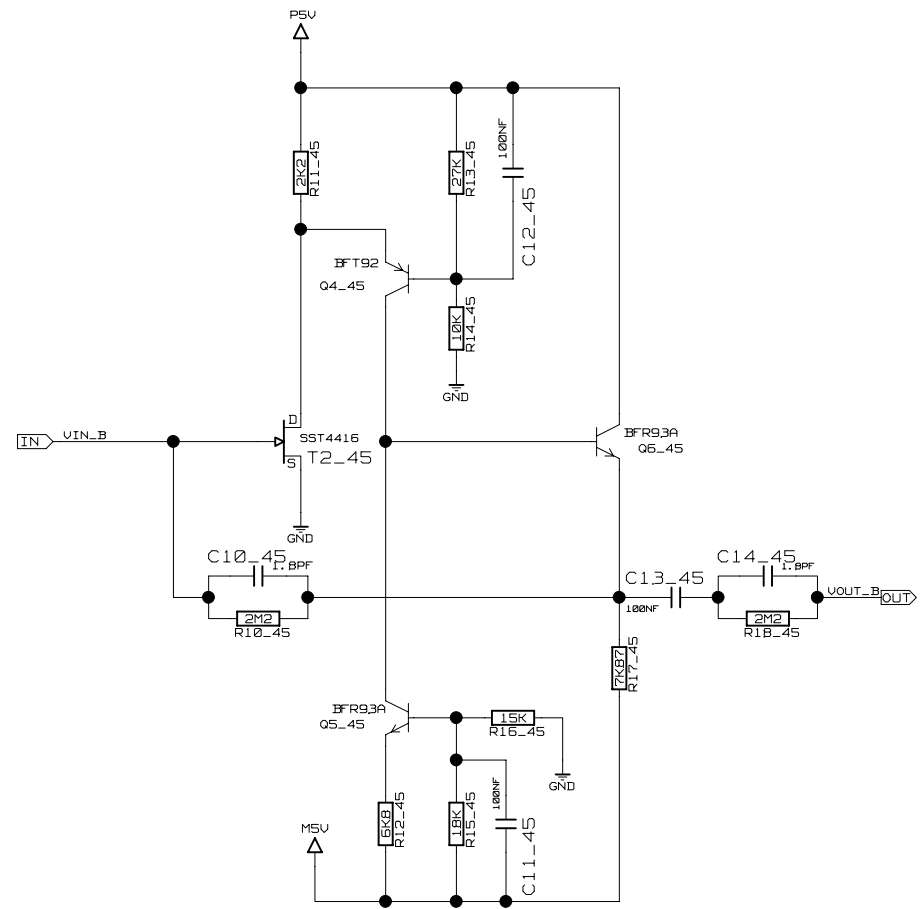 P5V
2K2
R11_45
27K
R13_45
100NF
C12_45
BFT92
Q4_45
10K
R14_45
GND
IN
VIN_B
D
SST4416
S
T2_45
GND
BFR93A
Q6_45
C10_45
1.8PF
2M2
R10_45
C13_45
100NF
C14_45
1.8PF
2M2
R18_45
VOUT_B
OUT
7K87
R17_45
BFR93A
Q5_45
15K
R16_45
GND
M5V
6K8
R12_45
18K
R15_45
100NF
C11_45